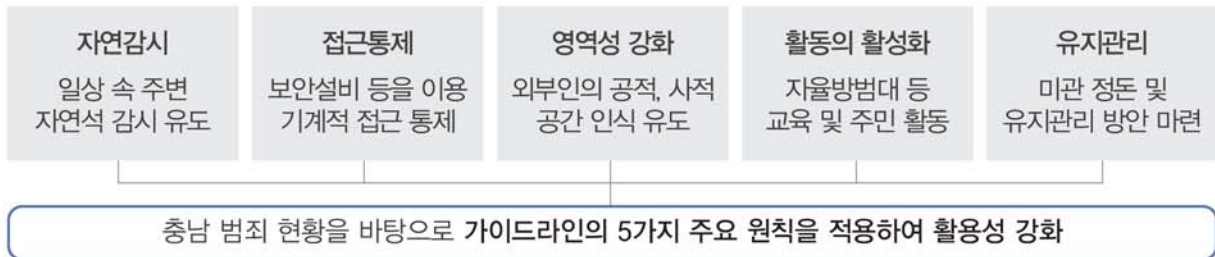 자연감시
일상 속 주변
자연석 감시 유도
접근통제
보안설비 등을 이용
기계적 접근 통제
영역성 강화
외부인의 공적, 사적
공간 인식 유도
활동의 활성화
자율방범대 등
교육 및 주민 활동
유지관리
미관 정돈 및
유지관리 방안 마련
충남 범죄 현황을 바탕으로 가이드라인의 5가지 주요 원칙을 적용하여 활용성 강화